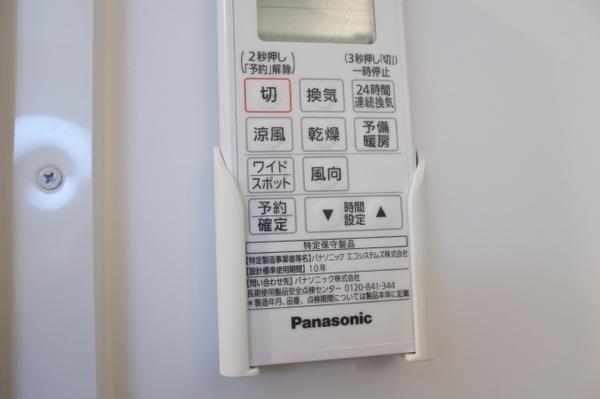 2秒押し
「予約」解除
(3秒押し「切」)
一時停止
切
換気
24時間
連続換気
涼風
乾燥
予備
暖房
ワイド
スポット
風向
予約
確定
▼ 時間設定 ▲
特定保守製品
【特定製造事業者等名】パナソニック エコシステムズ株式会社
【設計標準使用期間】10年
【問い合わせ先】パナソニック株式会社
長期使用製品安全点検センター 0120-841-344
＊製造年月、品番、点検期間については製品本体に記載
Panasonic